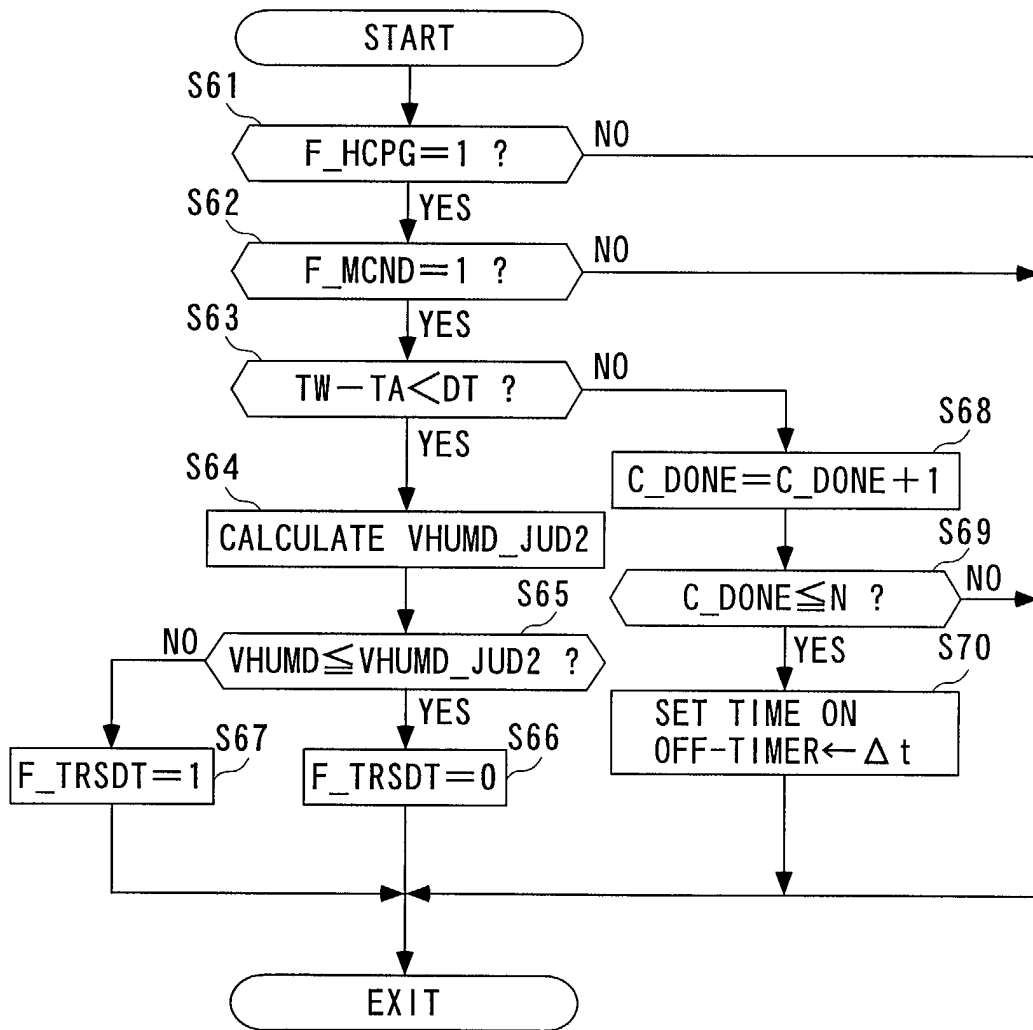 START
S61
F_HCPG=1 ?
NO
YES
S62
F_MCND=1 ?
NO
YES
S63
TW-TA<DT ?
NO
YES
S68
C_DONE=C_DONE+1
S64
CALCULATE VHUMD_JUD2
S69
C_DONE≦N ?
NO
YES
S65
VHUMD≦VHUMD_JUD2 ?
NO
YES
S70
SET TIME ON
OFF-TIMER←Δt
S67
F_TRSDT=1
S66
F_TRSDT=0
EXIT